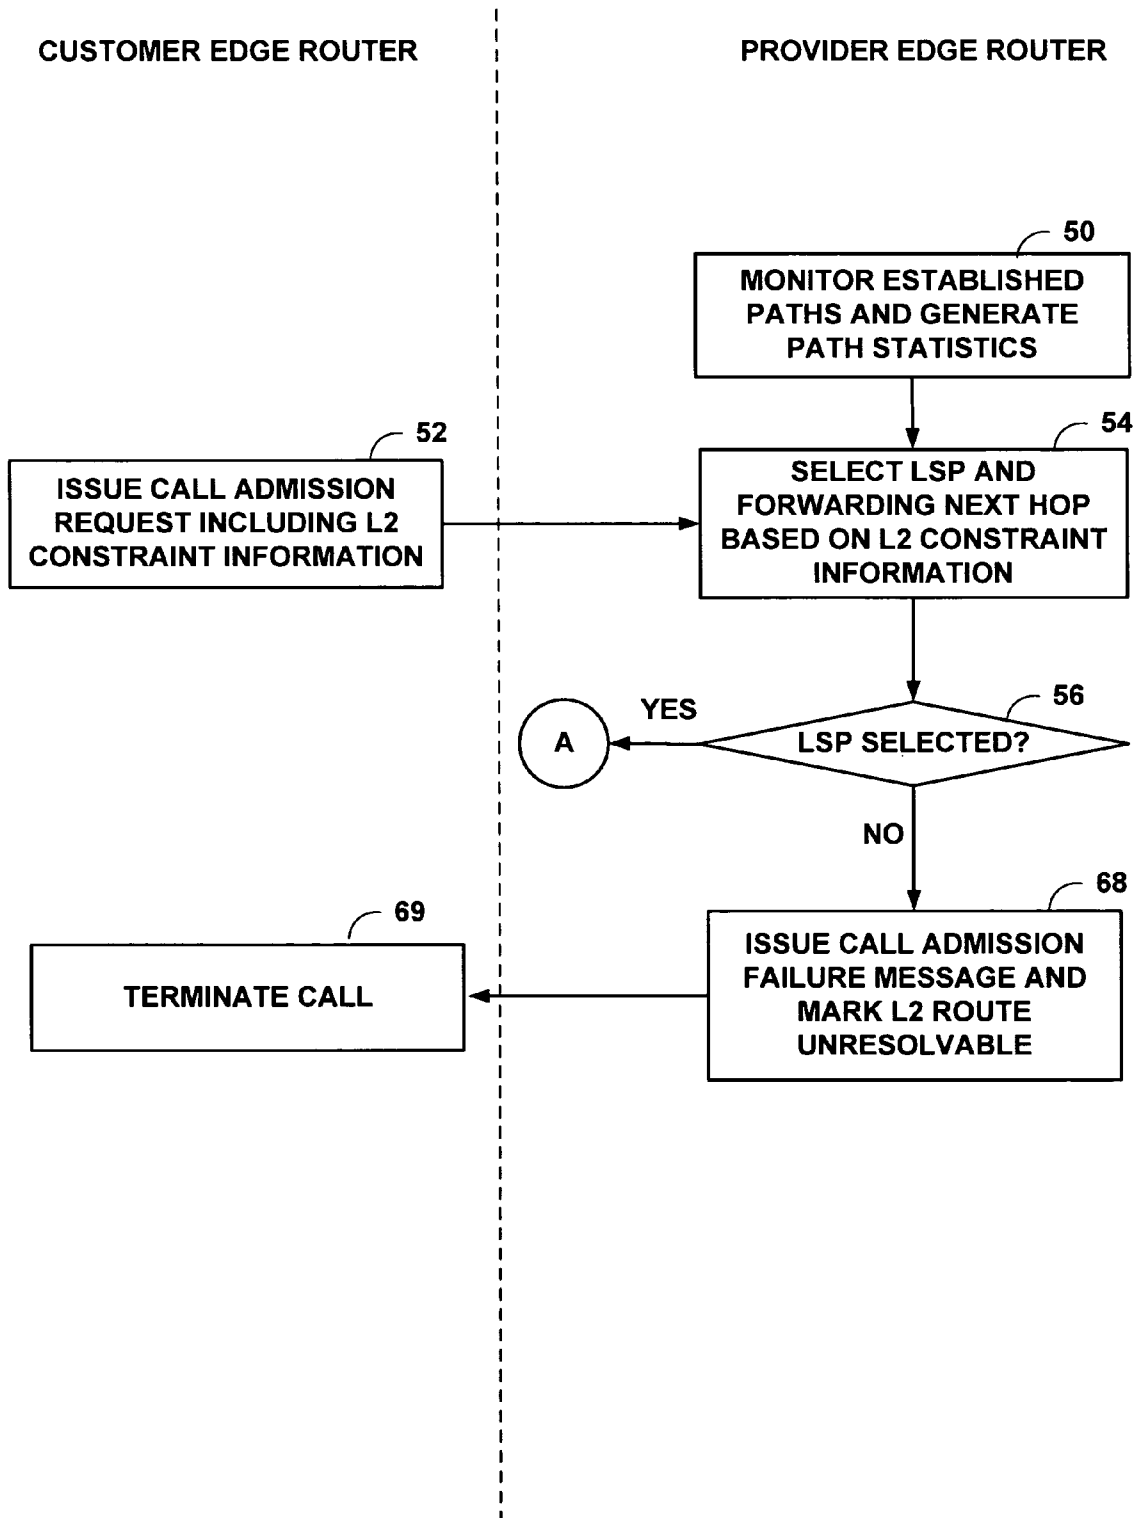 CUSTOMER EDGE ROUTER
PROVIDER EDGE ROUTER
50
MONITOR ESTABLISHED
PATHS AND GENERATE
PATH STATISTICS
52
ISSUE CALL ADMISSION
REQUEST INCLUDING L2
CONSTRAINT INFORMATION
54
SELECT LSP AND
FORWARDING NEXT HOP
BASED ON L2 CONSTRAINT
INFORMATION
56
LSP SELECTED?
YES
A
NO
68
ISSUE CALL ADMISSION
FAILURE MESSAGE AND
MARK L2 ROUTE
UNRESOLVABLE
69
TERMINATE CALL